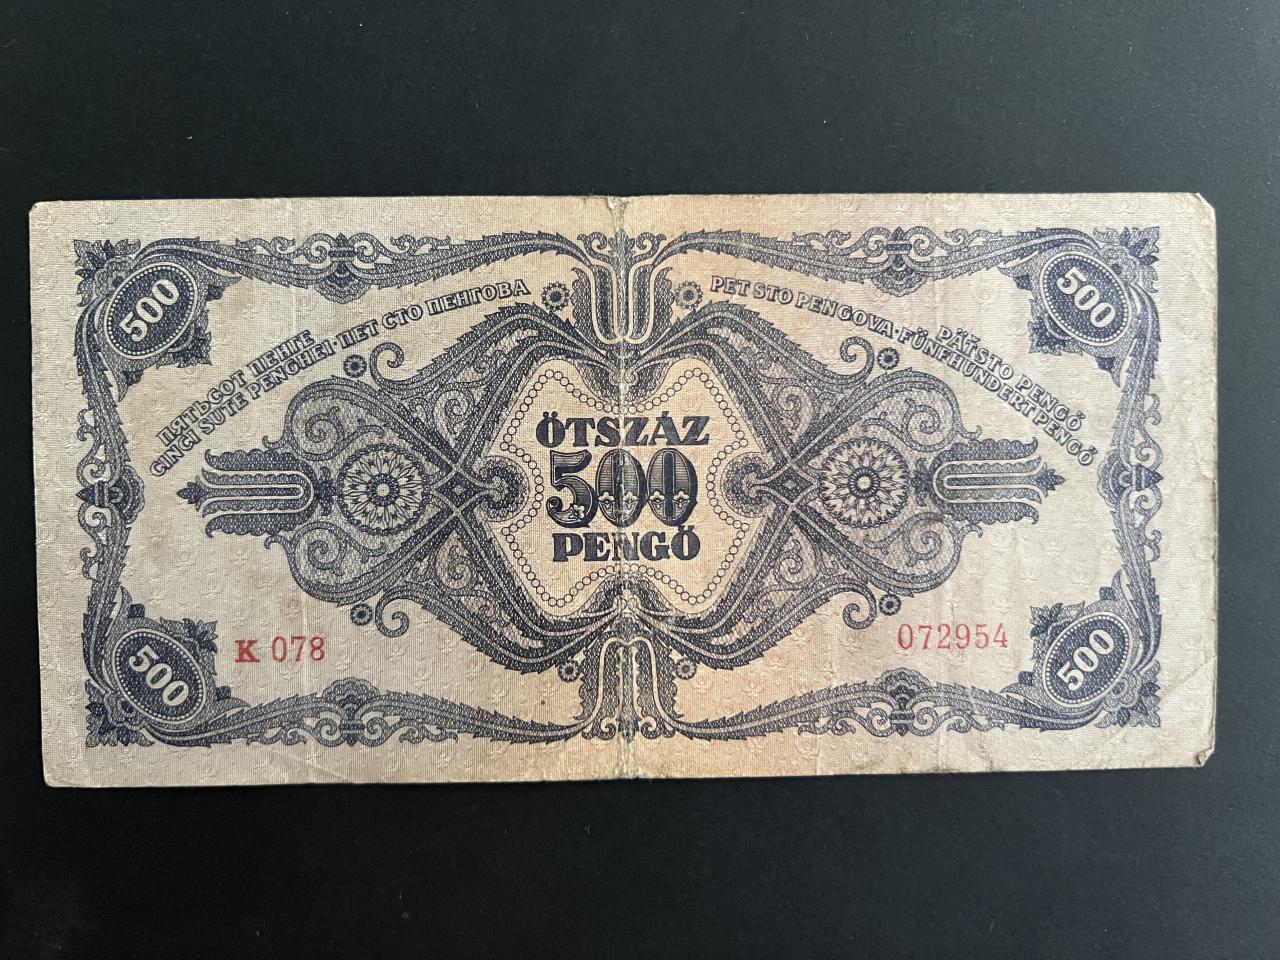 500
500
ПЯТЬСОТ ПЕНГЕ
CINCI SUTE PENGHEI · ПЕТ СТО ПЕНГОВА
PET STO PENGOVA · FÜNFHUNDERT PENGŐ
PÄŤSTO PENGŐ
ÖTSZÁZ
500
PENGŐ
K 078
072954
500
500